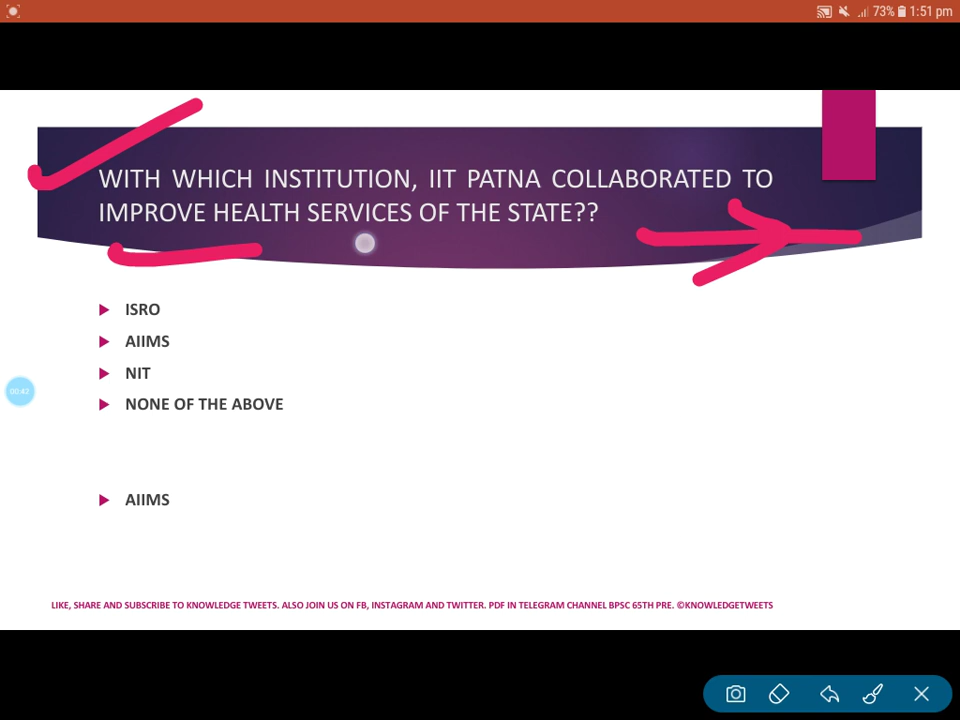 73% 1:51 pm
WITH WHICH INSTITUTION, IIT PATNA COLLABORATED TO
IMPROVE HEALTH SERVICES OF THE STATE??
ISRO
AIIMS
NIT
NONE OF THE ABOVE
00:42
AIIMS
LIKE, SHARE AND SUBSCRIBE TO KNOWLEDGE TWEETS. ALSO JOIN US ON FB, INSTAGRAM AND TWITTER. PDF IN TELEGRAM CHANNEL BPSC 65TH PRE. ©KNOWLEDGETWEETS